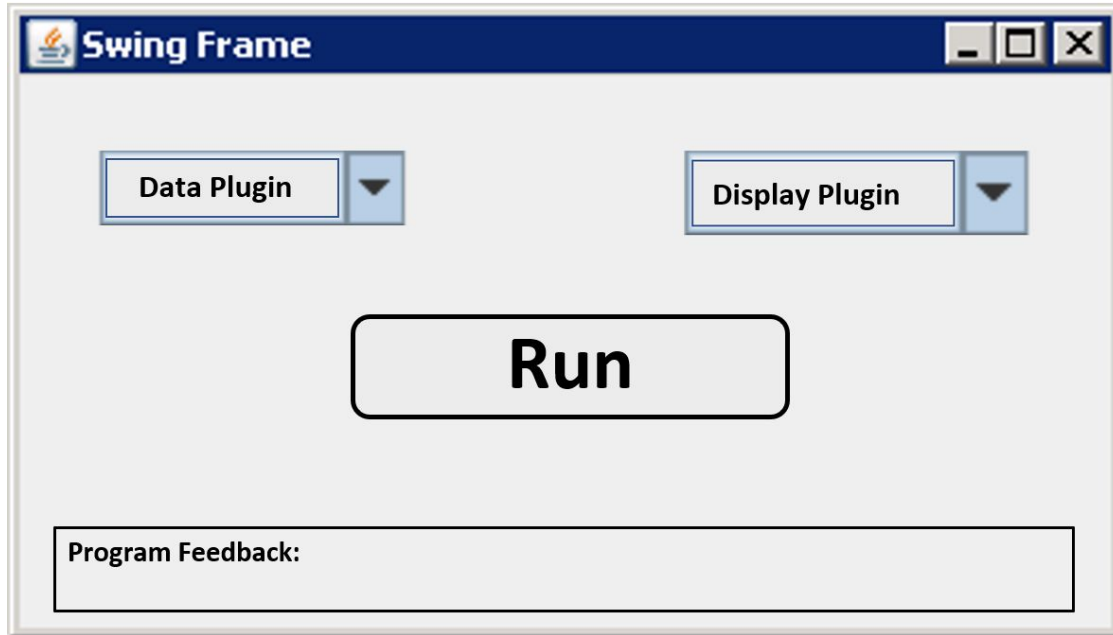 Swing Frame
Data Plugin
Display Plugin
Run
Program Feedback: